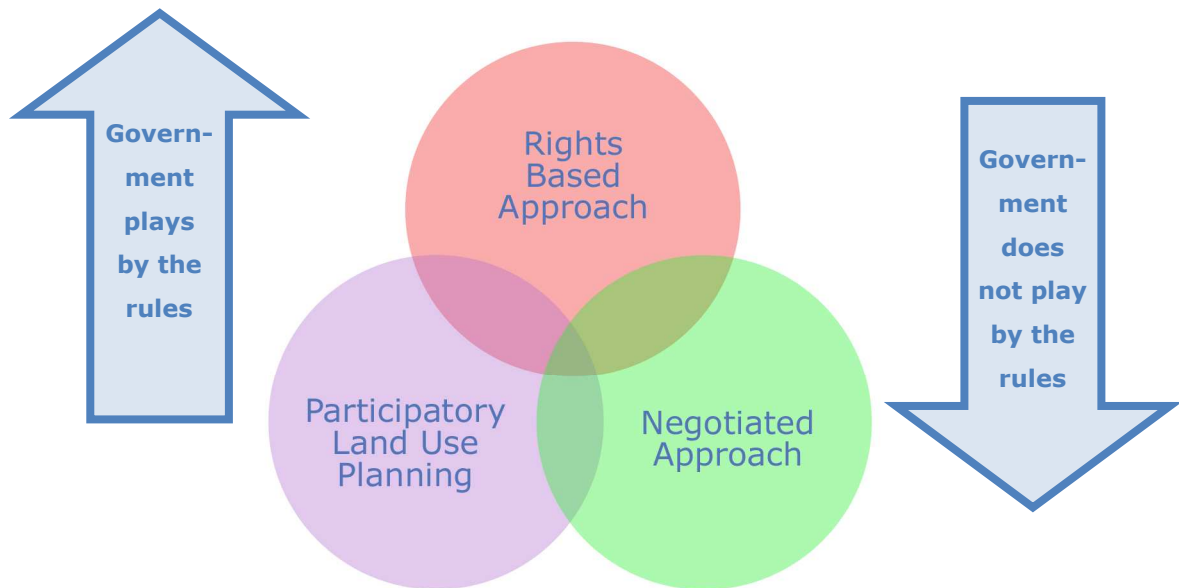 Govern-
ment
plays
by the
rules
Rights
Based
Approach
Participatory
Land Use
Planning
Negotiated
Approach
Govern-
ment
does
not play
by the
rules